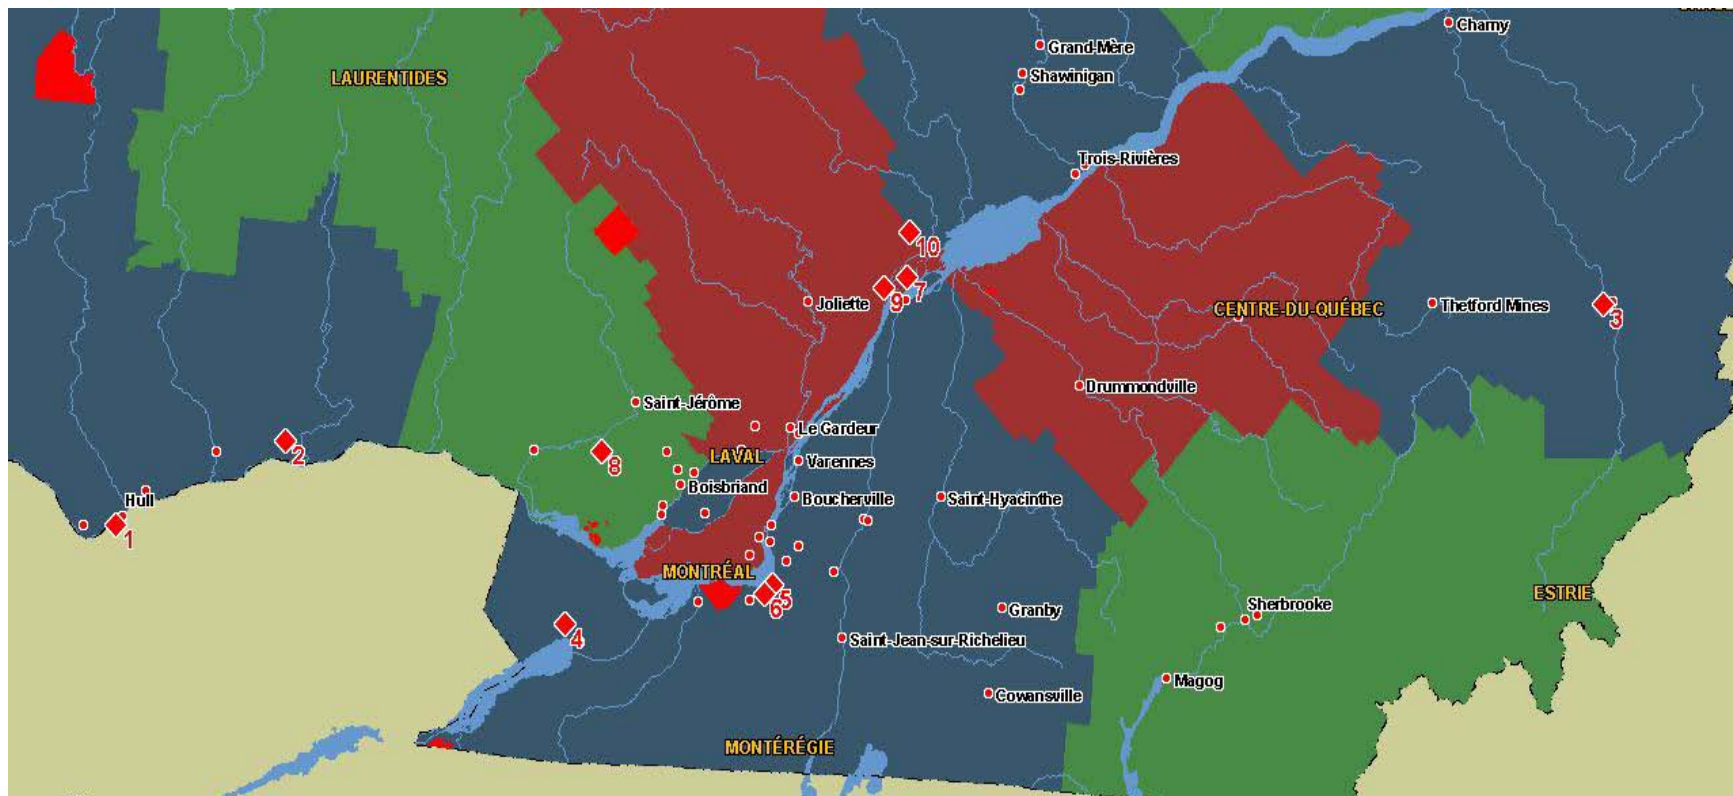 Charny
Grand-Mère
Shawinigan
LAURENTIDES
Trois-Rivières
10
7
9
Joliette
CENTRE-DU-QUÉBEC
Thetford Mines
3
Drummondville
Saint-Jérôme
Le Gardeur
2
8
LAVAL
Varennes
Boisbriand
Boucherville
Saint-Hyacinthe
Hull
1
MONTRÉAL
5
6
ESTRIE
Sherbrooke
Granby
4
Saint-Jean-sur-Richelieu
Magog
Cowansville
MONTÉRÉGIE